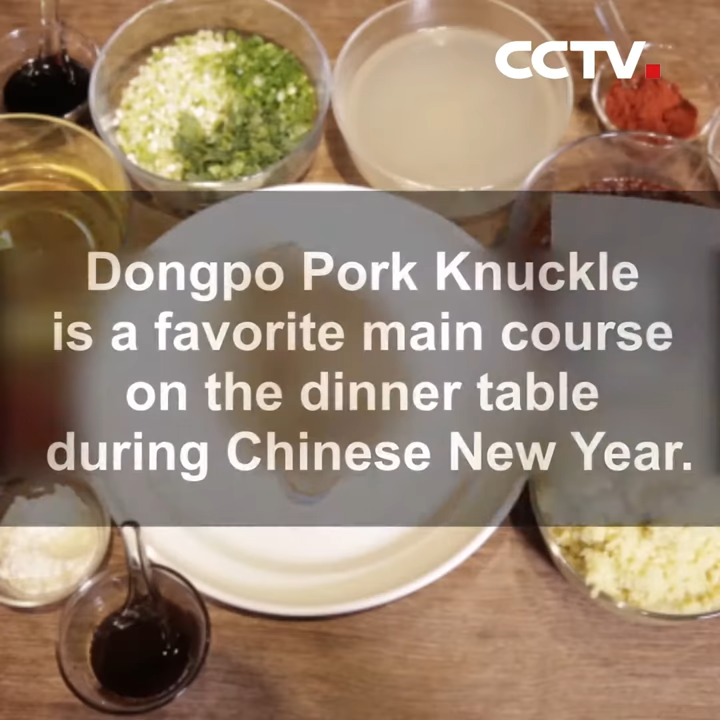 CCTV.
Dongpo Pork Knuckle
is a favorite main course
on the dinner table
during Chinese New Year.